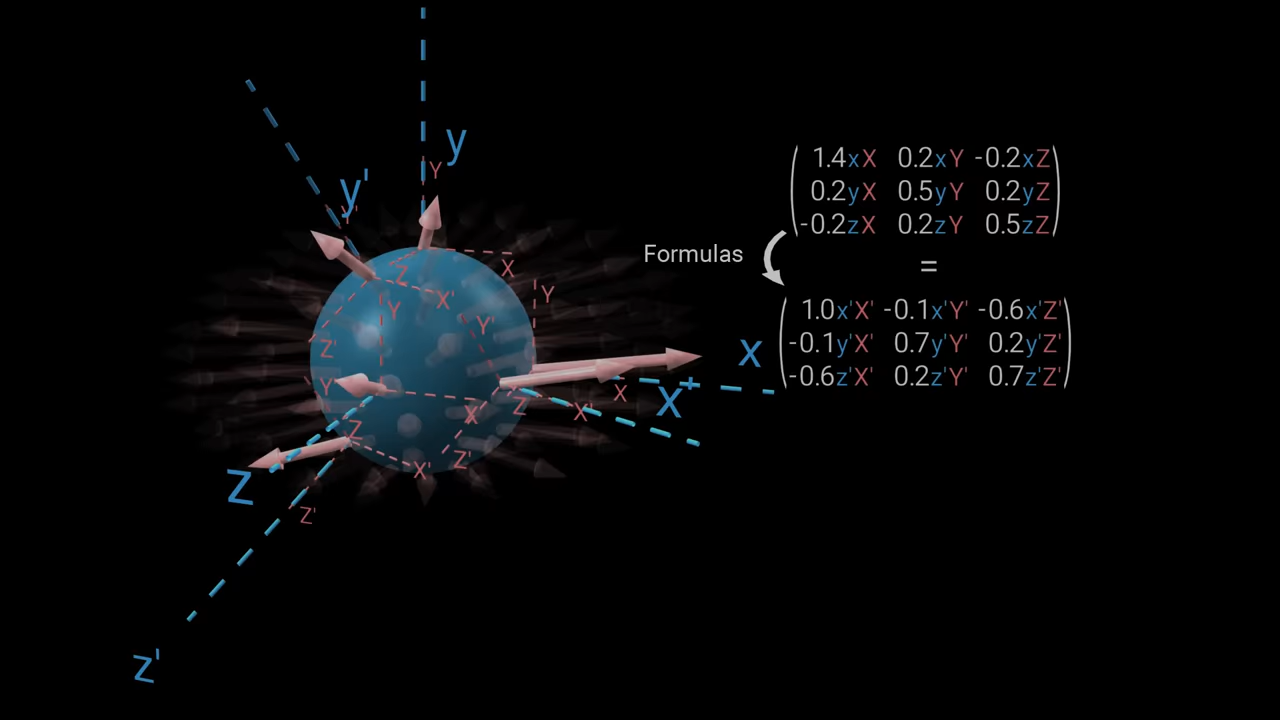 y
Y
y'
Y'
1.4xX 0.2xY -0.2xZ
0.2yX 0.5yY 0.2yZ
-0.2zX 0.2zY 0.5zZ
Formulas
=
1.0x'X' -0.1x'Y' -0.6x'Z'
-0.1y'X' 0.7y'Y' 0.2y'Z'
-0.6z'X' 0.2z'Y' 0.7z'Z'
Z
X
X'
Y
Y
Y'
Z'
x
Y
X
X
Z
X'
x'
Z
X'
Z'
z
Z'
z'